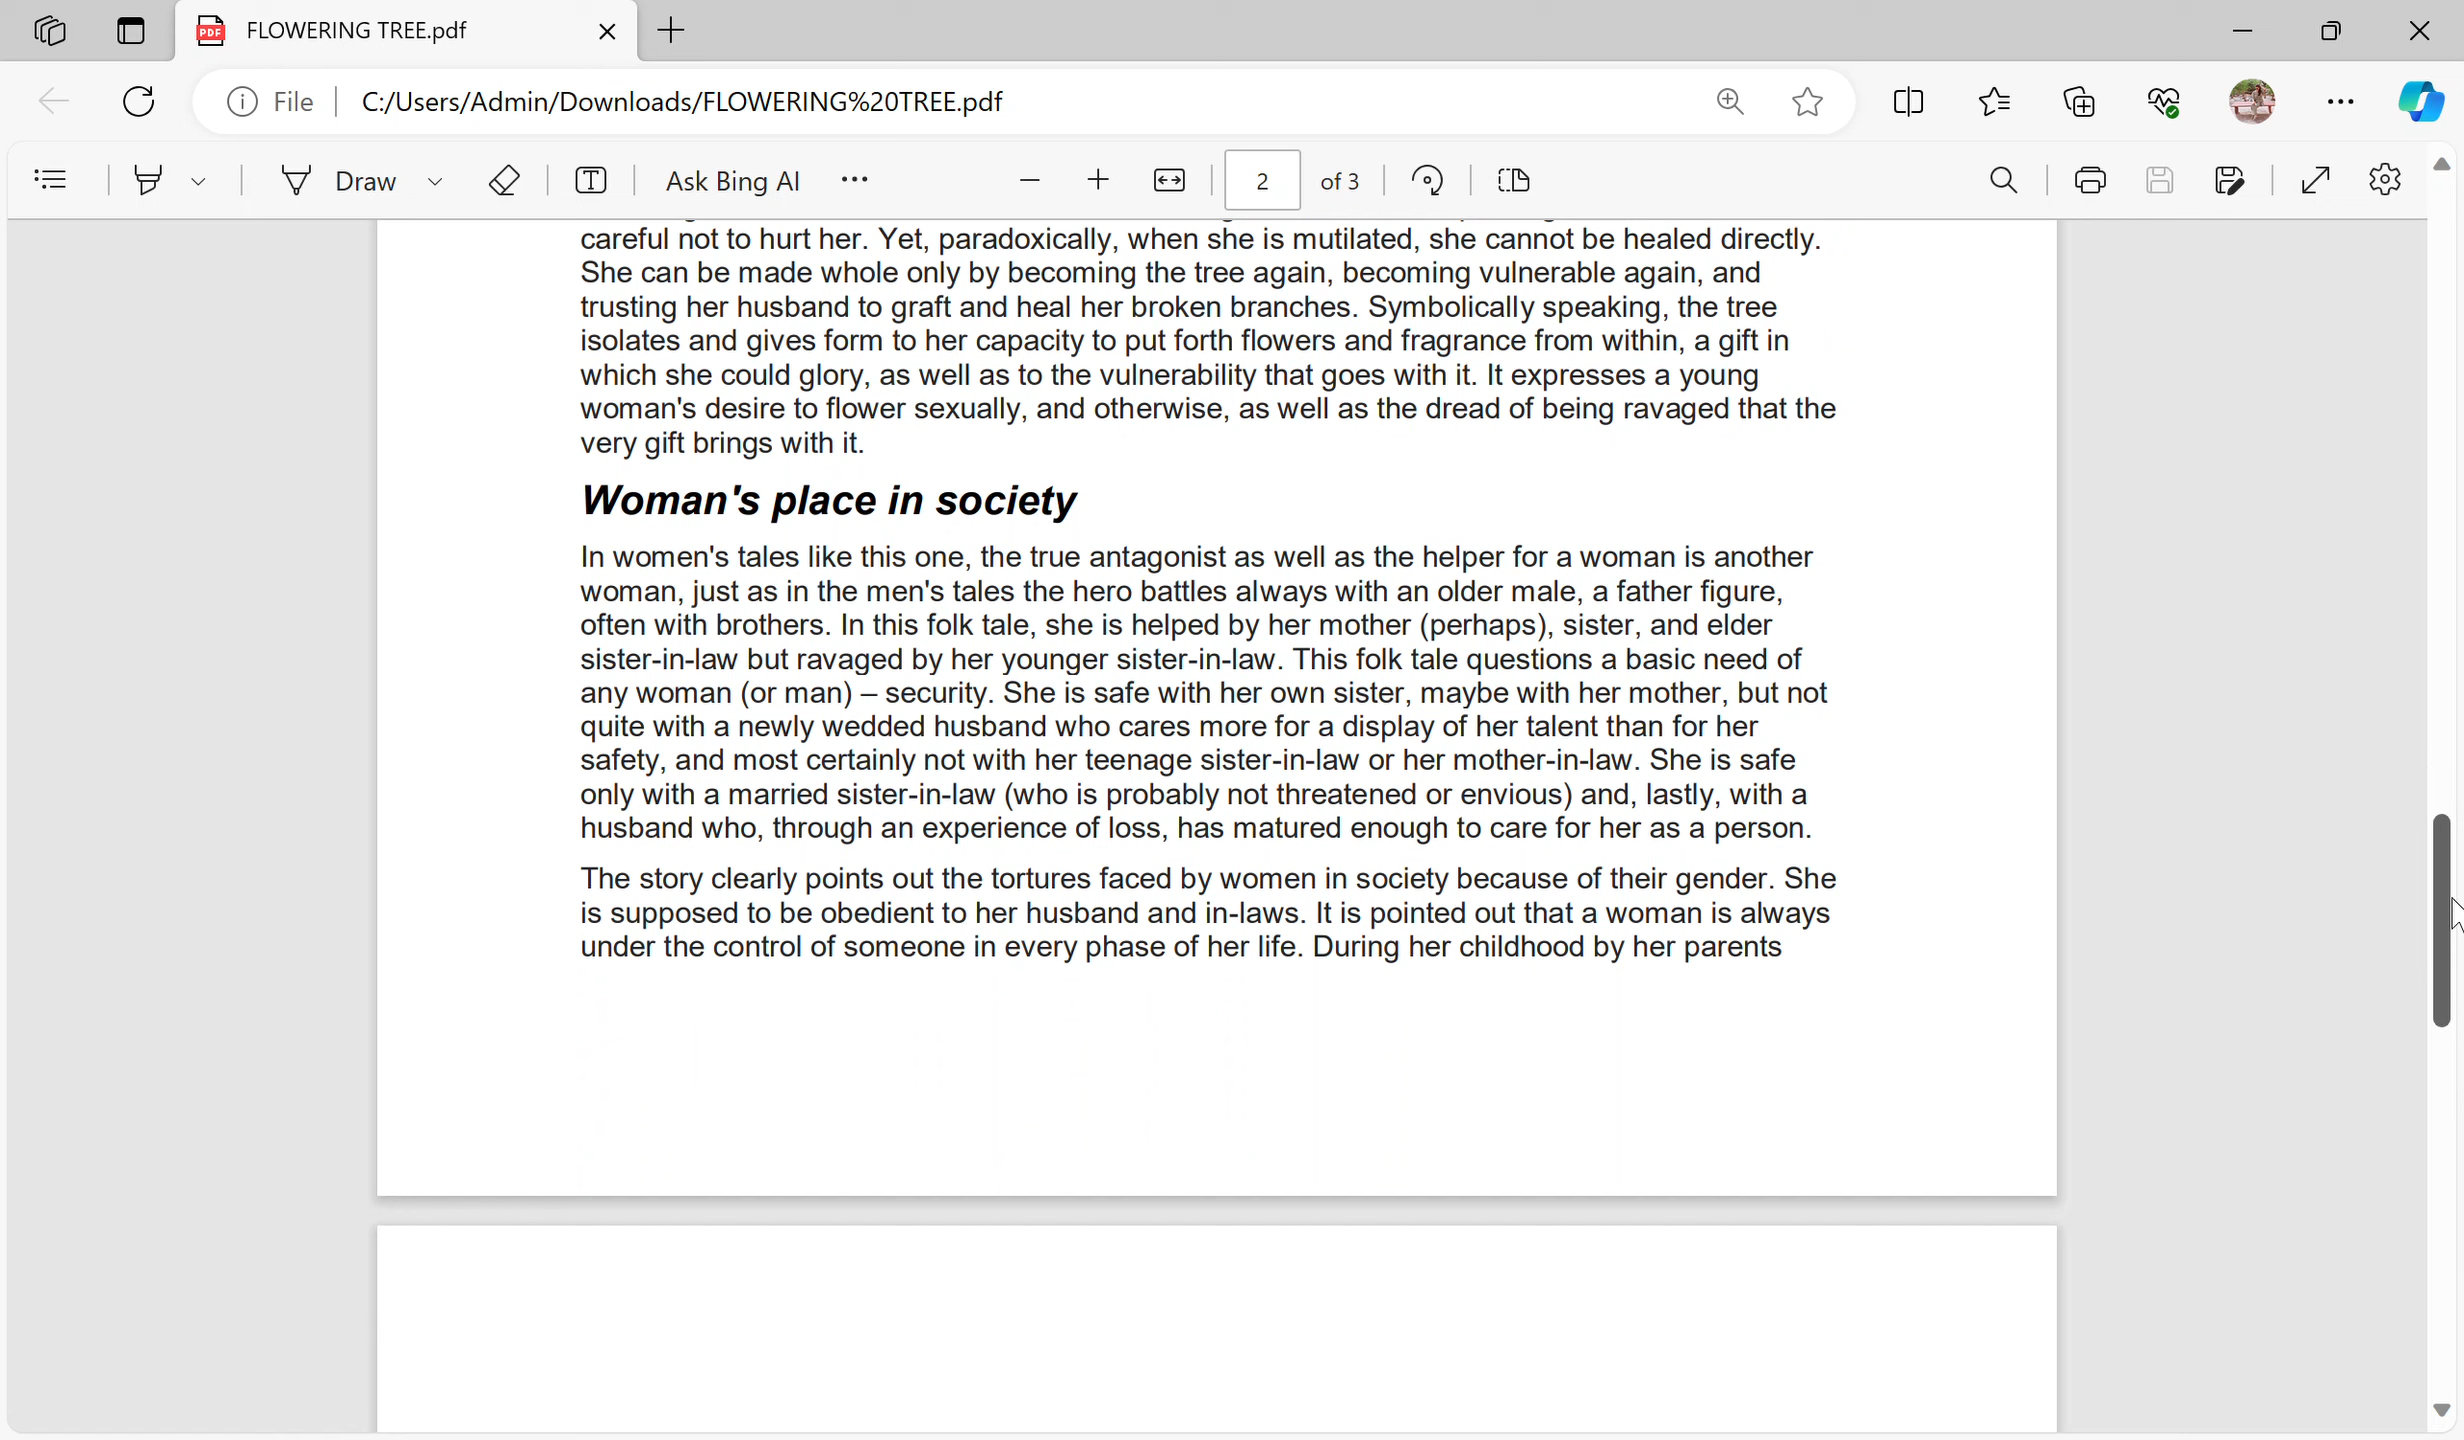 FLOWERING TREE.pdf
File
C:/Users/Admin/Downloads/FLOWERING%20TREE.pdf
Draw
Ask Bing AI
2
of 3
careful not to hurt her. Yet, paradoxically, when she is mutilated, she cannot be healed directly.
She can be made whole only by becoming the tree again, becoming vulnerable again, and
trusting her husband to graft and heal her broken branches. Symbolically speaking, the tree
isolates and gives form to her capacity to put forth flowers and fragrance from within, a gift in
which she could glory, as well as to the vulnerability that goes with it. It expresses a young
woman's desire to flower sexually, and otherwise, as well as the dread of being ravaged that the
very gift brings with it.
Woman's place in society
In women's tales like this one, the true antagonist as well as the helper for a woman is another
woman, just as in the men's tales the hero battles always with an older male, a father figure,
often with brothers. In this folk tale, she is helped by her mother (perhaps), sister, and elder
sister-in-law but ravaged by her younger sister-in-law. This folk tale questions a basic need of
any woman (or man) – security. She is safe with her own sister, maybe with her mother, but not
quite with a newly wedded husband who cares more for a display of her talent than for her
safety, and most certainly not with her teenage sister-in-law or her mother-in-law. She is safe
only with a married sister-in-law (who is probably not threatened or envious) and, lastly, with a
husband who, through an experience of loss, has matured enough to care for her as a person.
The story clearly points out the tortures faced by women in society because of their gender. She
is supposed to be obedient to her husband and in-laws. It is pointed out that a woman is always
under the control of someone in every phase of her life. During her childhood by her parents